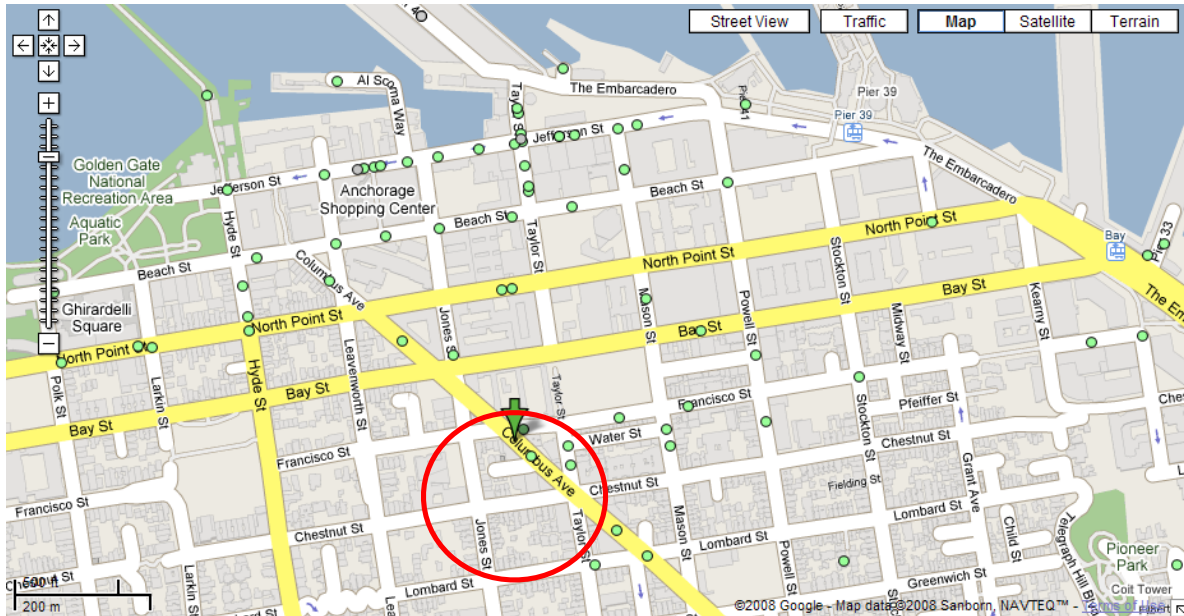 Street View
Traffic
Map
Satellite
Terrain
Al Scoma Way
The Embarcadero
Pier 41
Pier 39
Pier 39
Taylor St
Jefferson St
Golden Gate
National
Recreation Area
Jefferson St
Anchorage
Shopping Center
Beach St
The Embarcadero
Aquatic
Park
Hyde St
Beach St
Taylor St
North Point St
North Point St
Bay
Pier 33
Columbus Ave
Beach St
Stockton St
Ghirardelli
Square
North Point St
Jones St
Mason St
Powell St
Bay St
Bay St
Midway St
Kearny St
The
North Point St
Leavenworth St
Hyde St
Bay St
Polk St
Larkin St
Bay St
Taylor St
Francisco St
Pfeiffer St
Stockton St
Columbus Ave
Water St
Chestnut St
Francisco St
Chestnut St
Fielding St
Grant Ave
Francisco St
Chestnut St
Jones St
Taylor St
Mason St
Lombard St
Child St
Telegraph Hill Blvd
Lombard St
Powell St
Pioneer
Park
Chestnut St
Lombard St
Greenwich St
Coit Tower
500 ft
200 m
©2008 Google - Map data ©2008 Sanborn, NAVTEQ™ - Terms of Use